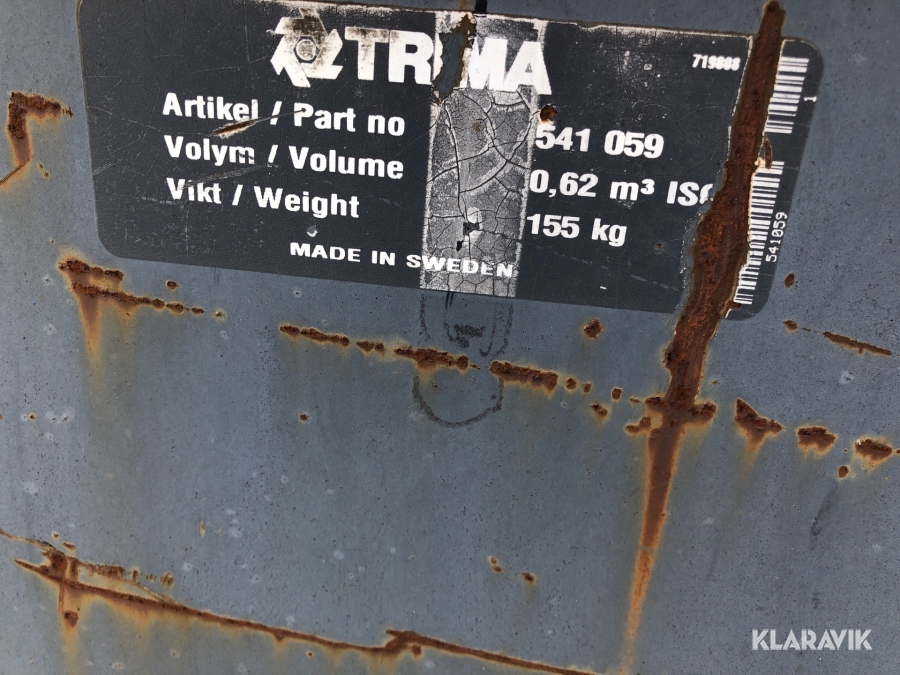 TRIMA
Artikel / Part no 541 059
Volym / Volume 0,62 m³
Vikt / Weight 155 kg
MADE IN SWEDEN
1
541059
KLARAVIK